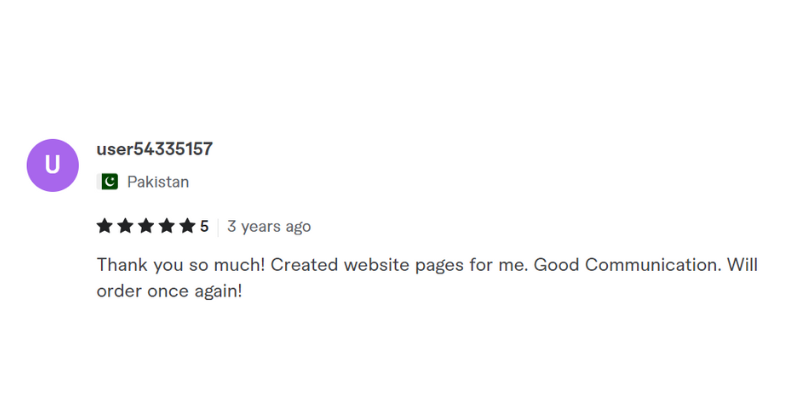 U
user54335157
Pakistan
5 3 years ago
Thank you so much! Created website pages for me. Good Communication. Will
order once again!